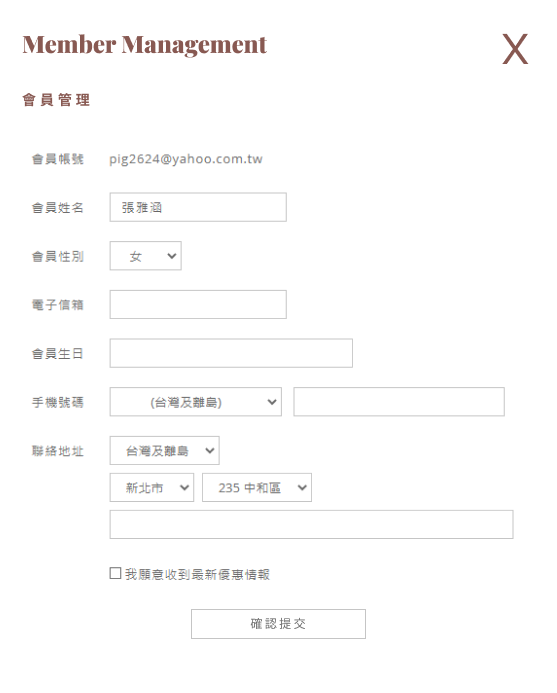 Member Management
X
會員管理
會員帳號 pig2624@yahoo.com.tw
會員姓名 張雅涵
會員性別 女
電子信箱
會員生日
手機號碼 (台灣及離島)
聯絡地址 台灣及離島
新北市 235 中和區
我願意收到最新優惠情報
確認提交